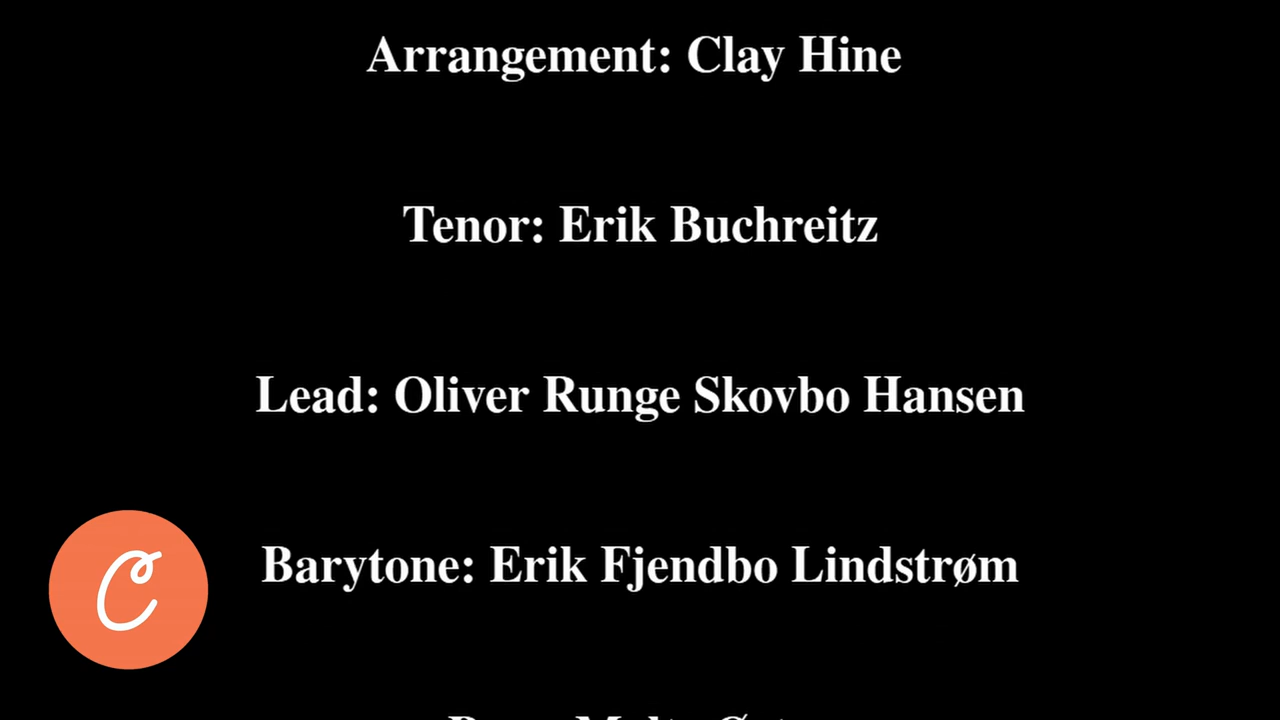 Arrangement: Clay Hine
Tenor: Erik Buchreitz
Lead: Oliver Runge Skovbo Hansen
Barytone: Erik Fjendbo Lindstrøm
C